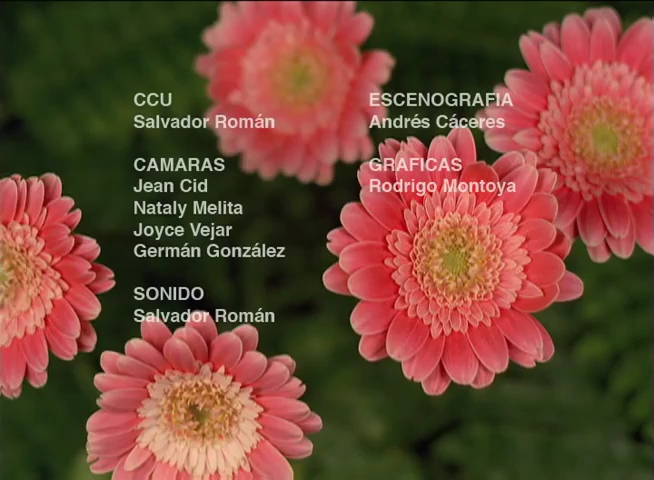 CCU
Salvador Román
CAMARAS
Jean Cid
Nataly Melita
Joyce Vejar
Germán González
SONIDO
Salvador Román
ESCENOGRAFIA
Andrés Cáceres
GRAFICAS
Rodrigo Montoya